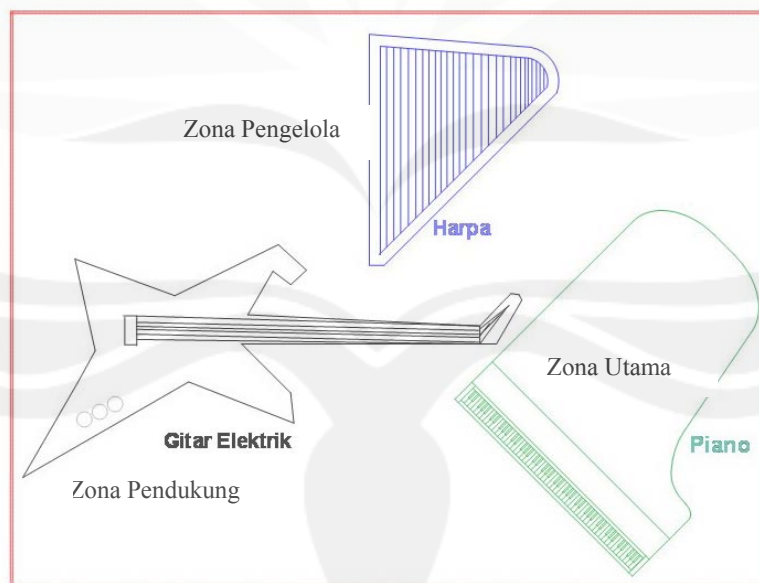 Zona Pengelola
Harpa
Zona Utama
Gitar Elektrik
Piano
Zona Pendukung